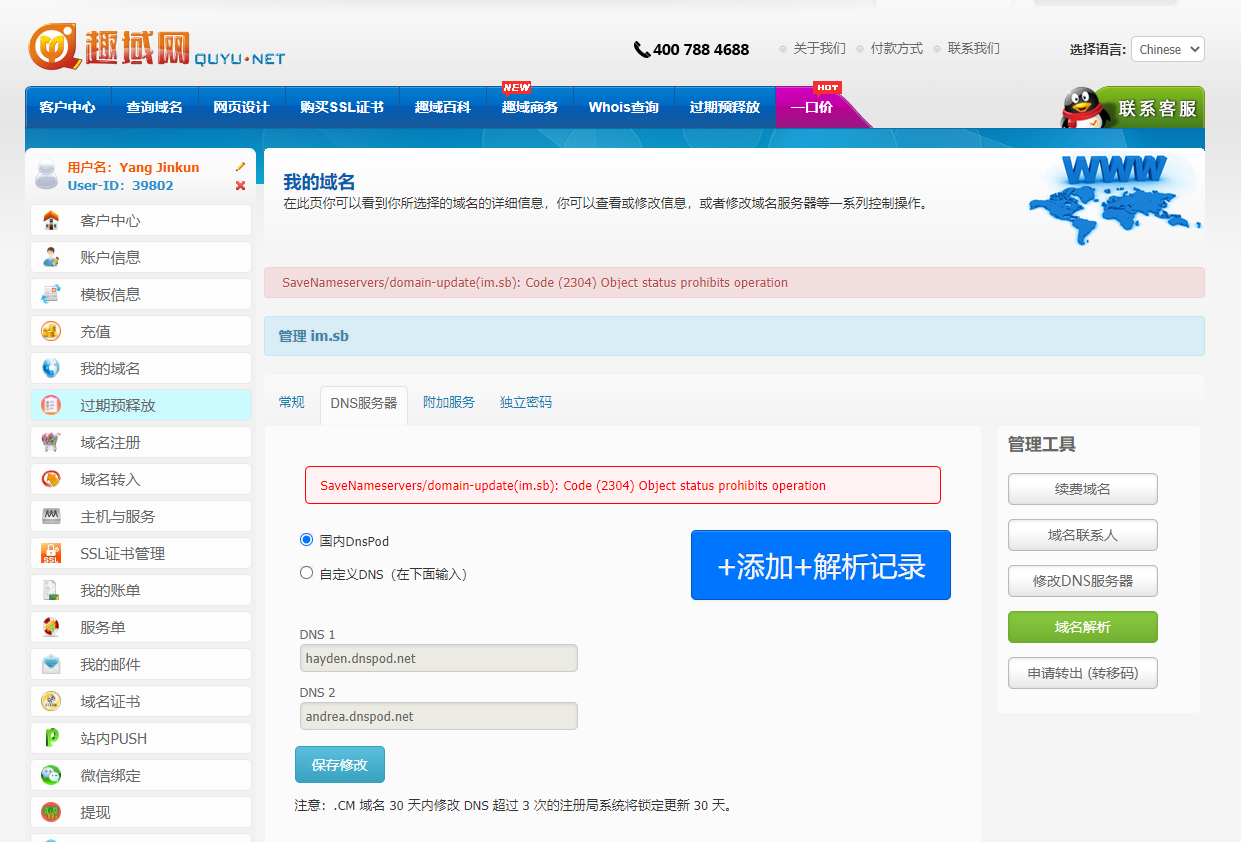 趣域网 QUYU·NET
400 788 4688
关于我们
付款方式
联系我们
选择语言: Chinese
NEW
HOT
客户中心 查询域名 网页设计 购买SSL证书 趣域百科 趣域商务 Whois查询 过期预释放 一口价
联系客服
用户名：Yang Jinkun
User-ID：39802
客户中心
账户信息
模板信息
充值
我的域名
过期预释放
域名注册
域名转入
主机与服务
SSL证书管理
SSL
我的账单
服务单
我的邮件
域名证书
站内PUSH
微信绑定
提现
我的域名
在此页你可以看到你所选择的域名的详细信息，你可以查看或修改信息，或者修改域名服务器等一系列控制操作。
WWW
SaveNameservers/domain-update(im.sb): Code (2304) Object status prohibits operation
管理 im.sb
常规 DNS服务器 附加服务 独立密码
SaveNameservers/domain-update(im.sb): Code (2304) Object status prohibits operation
国内DnsPod
自定义DNS（在下面输入）
+添加+解析记录
DNS 1
hayden.dnspod.net
DNS 2
andrea.dnspod.net
保存修改
注意：.CM 域名 30 天内修改 DNS 超过 3 次的注册局系统将锁定更新 30 天。
管理工具
续费域名
域名联系人
修改DNS服务器
域名解析
申请转出 (转移码)